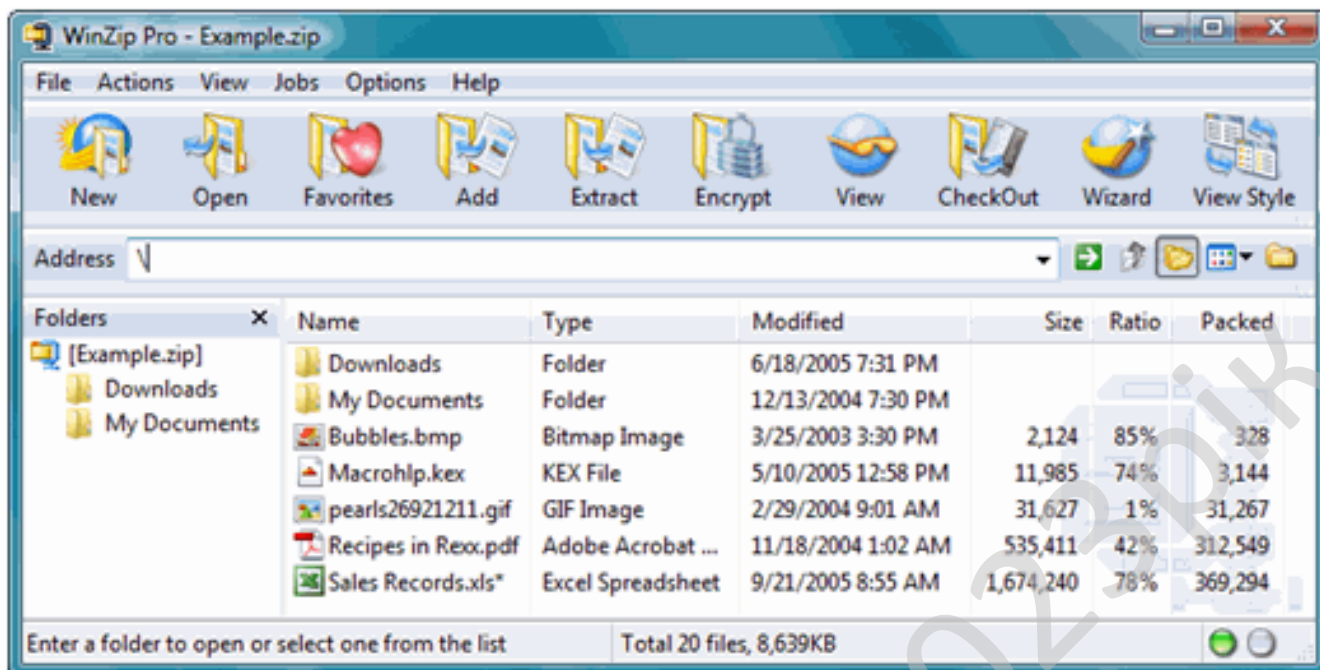 WinZip Pro - Example.zip
File Actions View Jobs Options Help
New Open Favorites Add Extract Encrypt View CheckOut Wizard View Style
Address \
Folders × Name Type Modified Size Ratio Packed
[Example.zip]
Downloads
My Documents
Downloads Folder 6/18/2005 7:31 PM
My Documents Folder 12/13/2004 7:30 PM
Bubbles.bmp Bitmap Image 3/25/2003 3:30 PM 2,124 85% 328
Macrohlp.kex KEX File 5/10/2005 12:58 PM 11,985 74% 3,144
pearls26921211.gif GIF Image 2/29/2004 9:01 AM 31,627 1% 31,267
Recipes in Rexx.pdf Adobe Acrobat ... 11/18/2004 1:02 AM 535,411 42% 312,549
Sales Records.xls* Excel Spreadsheet 9/21/2005 8:55 AM 1,674,240 78% 369,294
Enter a folder to open or select one from the list Total 20 files, 8,639KB
023pik